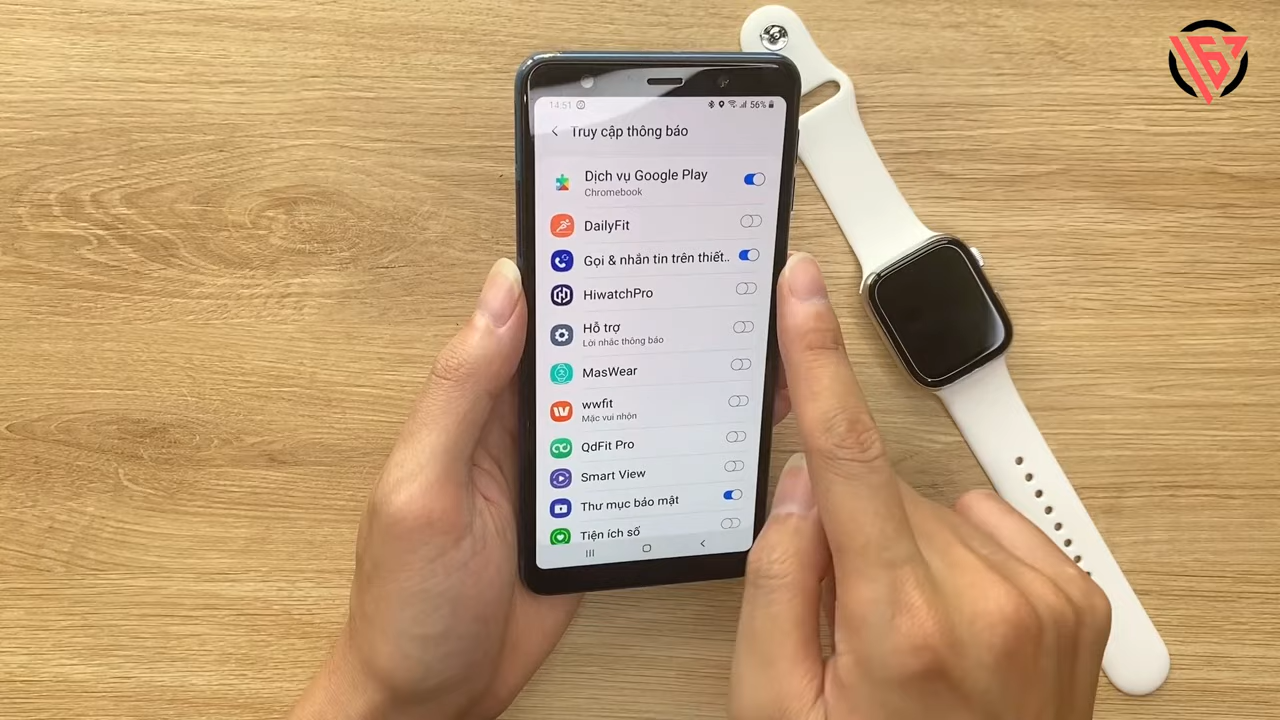 14:51
56%
Truy cập thông báo
Dịch vụ Google Play
Chromebook
DailyFit
Gọi & nhắn tin trên thiết..
HiwatchPro
Hỗ trợ
Lời nhắc thông báo
MasWear
wwfit
Mặc vui nhộn
QdFit Pro
Smart View
Thư mục bảo mật
Tiện ích số